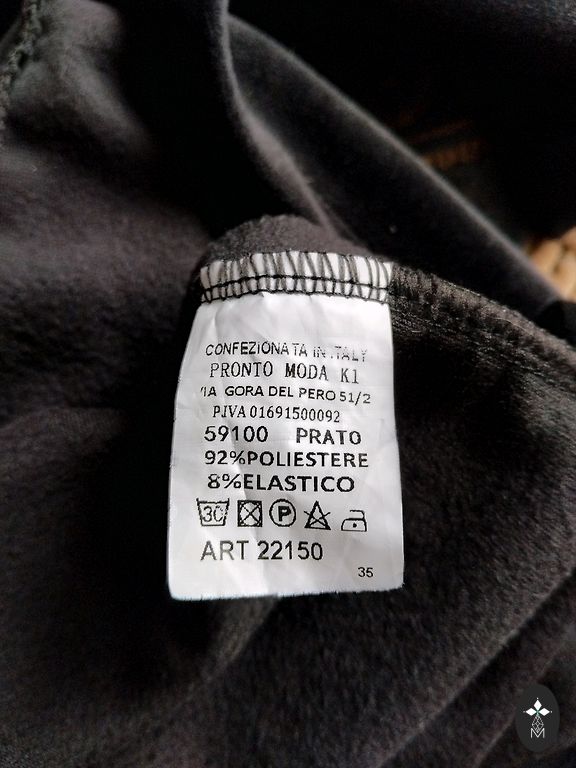 CONFEZIONATA IN ITALY
PRONTO MODA K1
VIA GORA DEL PERO 51/2
P.IVA 01691500092
59100 PRATO
92%POLIESTERE
8%ELASTICO
30 P
ART 22150
35
M